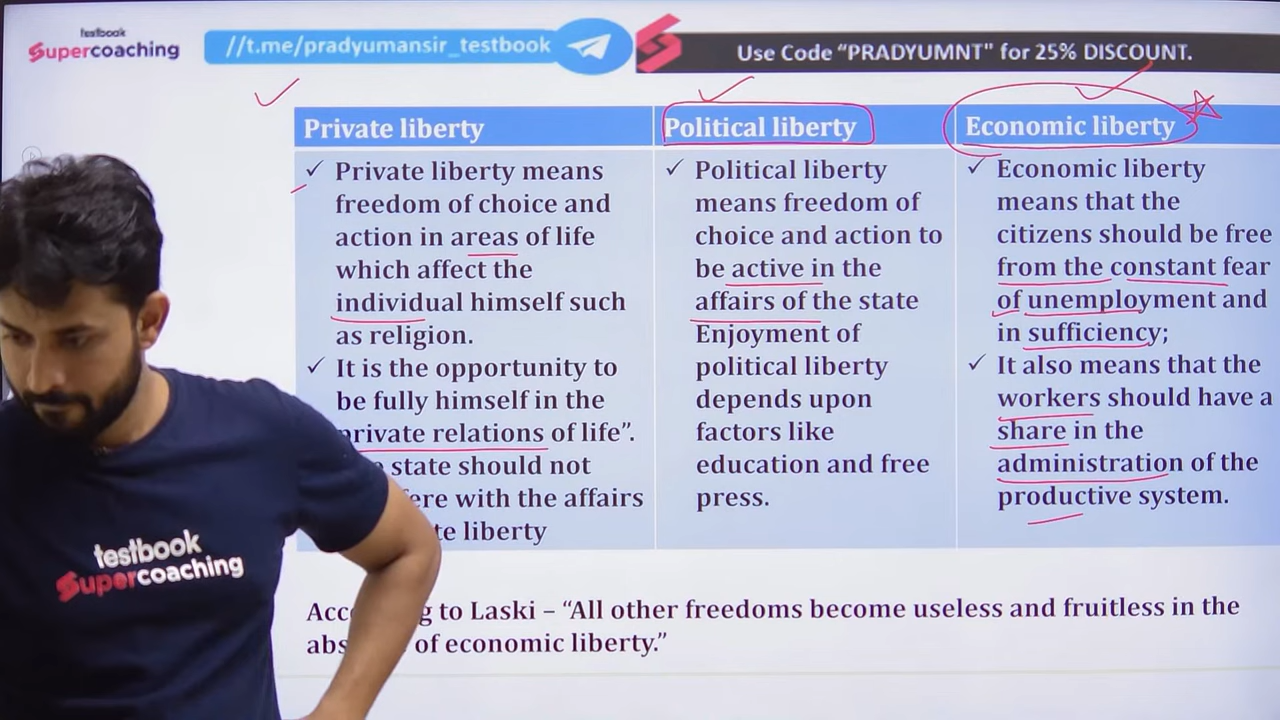 testbook
Supercoaching
//t.me/pradyumansir_testbook
Use Code “PRADYUMNT" for 25% DISCOUNT.
Private liberty
Political liberty
Economic liberty
✓ Private liberty means
freedom of choice and
action in areas of life
which affect the
individual himself such
as religion.
✓ It is the opportunity to
be fully himself in the
private relations of life”.
state should not
with the affairs
liberty
✓ Political liberty
means freedom of
choice and action to
be active in the
affairs of the state
Enjoyment of
political liberty
depends upon
factors like
education and free
press.
✓ Economic liberty
means that the
citizens should be free
from the constant fear
of unemployment and
in sufficiency;
✓ It also means that the
workers should have a
share in the
administration of the
productive system.
to Laski – “All other freedoms become useless and fruitless in the
of economic liberty.”
testbook
Supercoaching